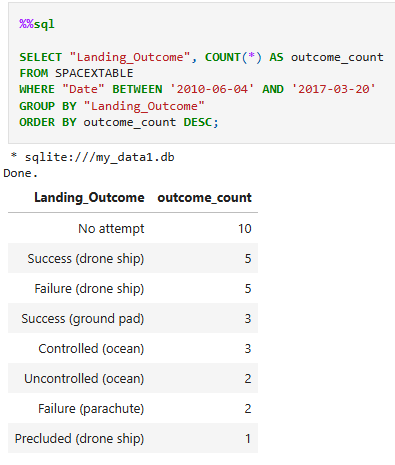 %%sql
SELECT "Landing_Outcome", COUNT(*) AS outcome_count
FROM SPACEXTABLE
WHERE "Date" BETWEEN '2010-06-04' AND '2017-03-20'
GROUP BY "Landing_Outcome"
ORDER BY outcome_count DESC;
* sqlite:///my_data1.db
Done.
Landing_Outcome outcome_count
No attempt 10
Success (drone ship) 5
Failure (drone ship) 5
Success (ground pad) 3
Controlled (ocean) 3
Uncontrolled (ocean) 2
Failure (parachute) 2
Precluded (drone ship) 1